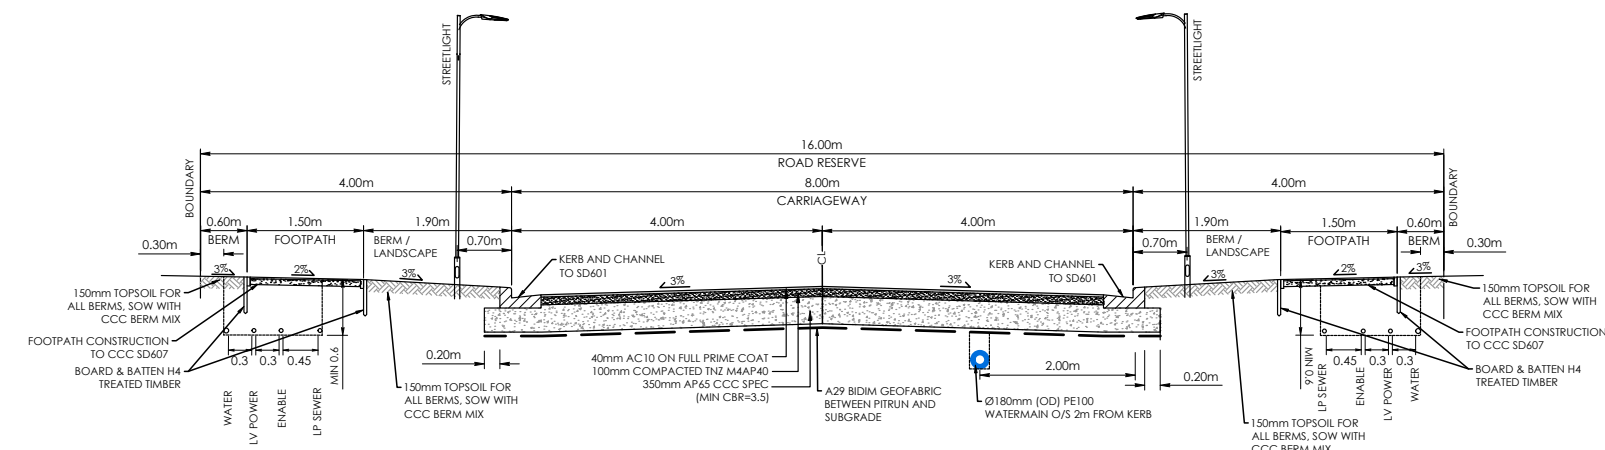 STREETLIGHT
STREETLIGHT
16.00m
ROAD RESERVE
BOUNDARY
BOUNDARY
4.00m
8.00m
4.00m
CARRIAGEWAY
0.60m
1.50m
1.90m
4.00m
4.00m
1.90m
1.50m
0.60m
BERM
FOOTPATH
BERM /
LANDSCAPE
0.30m
0.70m
CL
0.70m
BERM /
LANDSCAPE
FOOTPATH
BERM
0.30m
KERB AND CHANNEL
TO SD601
KERB AND CHANNEL
TO SD601
3%
2%
3%
3%
3%
3%
2%
3%
150mm TOPSOIL FOR
ALL BERMS, SOW WITH
CCC BERM MIX
FOOTPATH CONSTRUCTION
TO CCC SD607
BOARD & BATTEN H4
TREATED TIMBER
0.3
0.3
0.45
MIN 0.6
WATER
LV POWER
ENABLE
LP SEWER
0.20m
150mm TOPSOIL FOR
ALL BERMS, SOW WITH
CCC BERM MIX
40mm AC10 ON FULL PRIME COAT
100mm COMPACTED TNZ M4AP40
350mm AP65 CCC SPEC
(MIN CBR=3.5)
A29 BIDIM GEOFABRIC
BETWEEN PITRUN AND
SUBGRADE
2.00m
Ø180mm (OD) PE100
WATERMAIN O/S 2m FROM KERB
0.20m
150mm TOPSOIL FOR
ALL BERMS, SOW WITH
CCC BERM MIX
MIN 0.6
0.45
0.3
0.3
LP SEWER
ENABLE
LV POWER
WATER
150mm TOPSOIL FOR
ALL BERMS, SOW WITH
CCC BERM MIX
FOOTPATH CONSTRUCTION
TO CCC SD607
BOARD & BATTEN H4
TREATED TIMBER